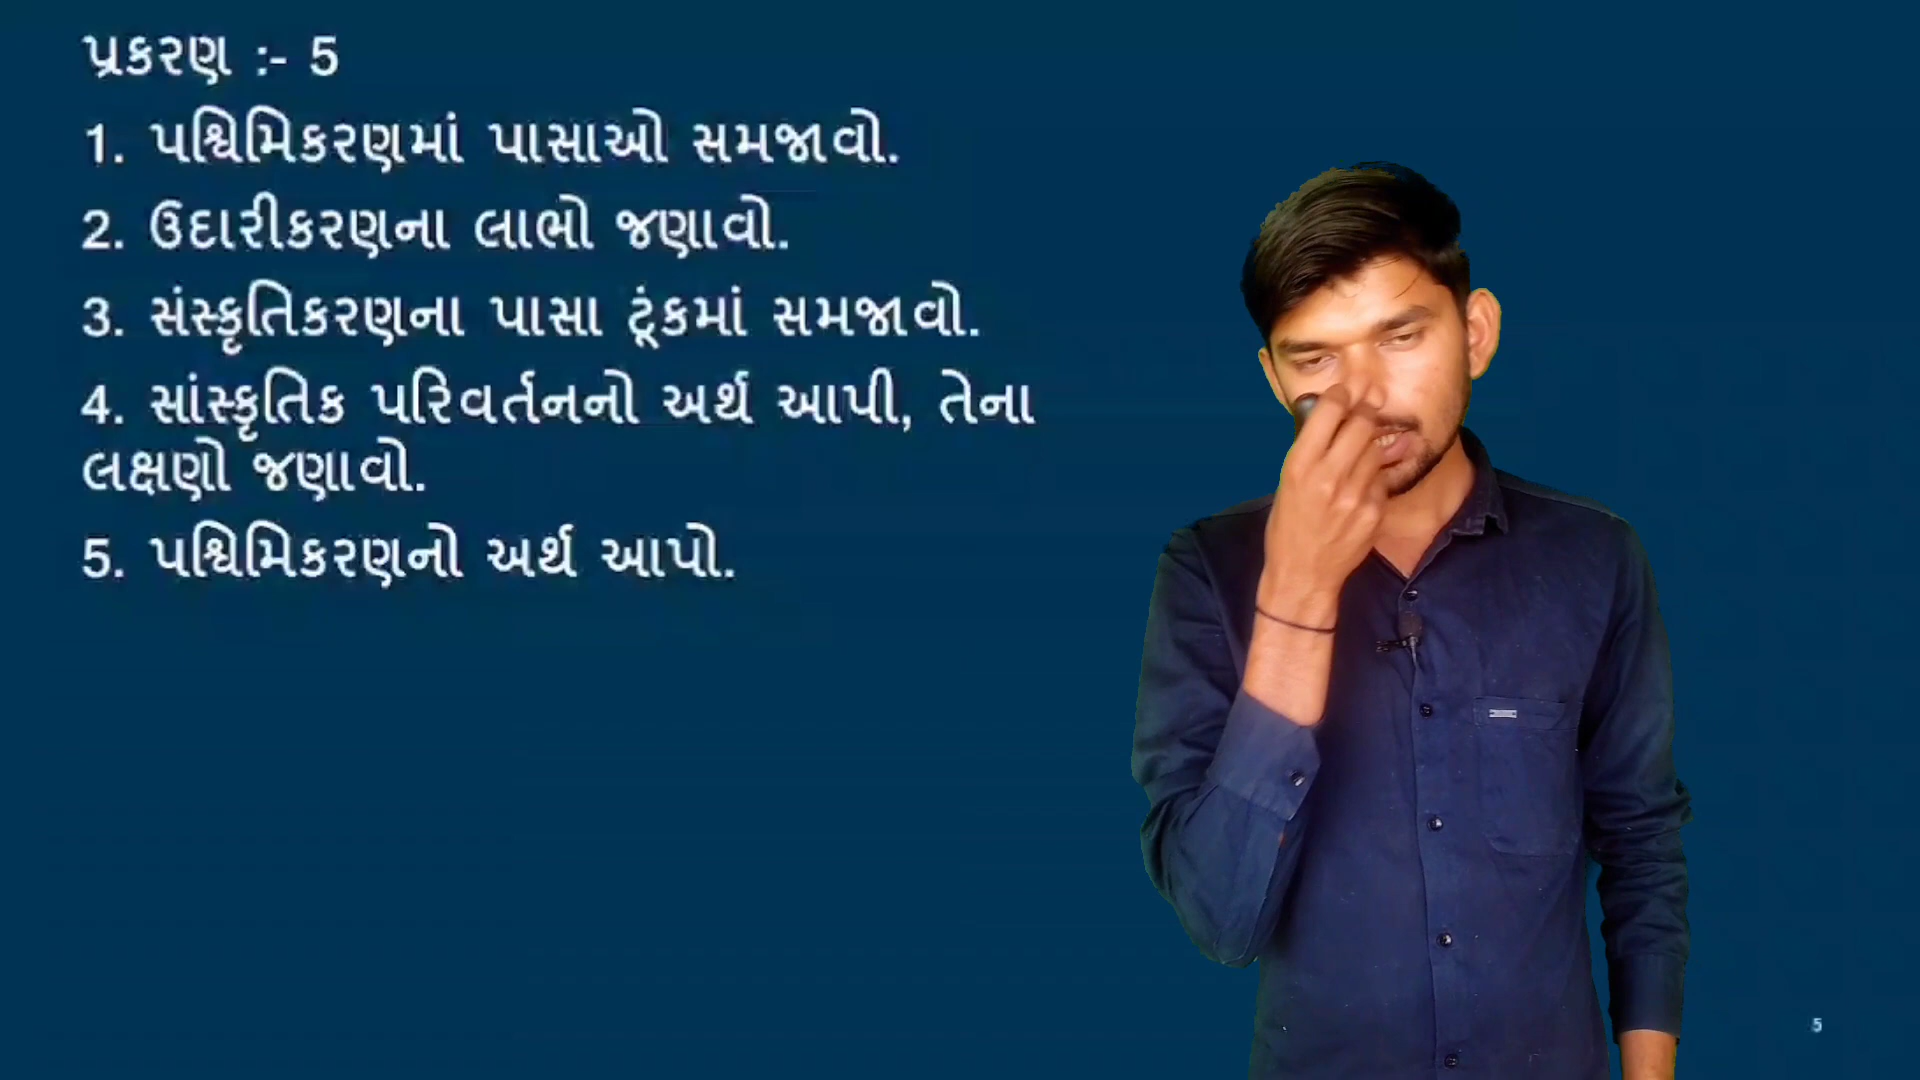 પ્રકરણ :- 5
1. પશ્વિમિકરણમાં પાસાઓ સમજાવો.
2. ઉદારીકરણના લાભો જણાવો.
3. સંસ્કૃતિકરણના પાસા ટૂંકમાં સમજાવો.
4. સાંસ્કૃતિક પરિવર્તનનો અર્થ આપી, તેના
લક્ષણો જણાવો.
5. પશ્વિમિકરણનો અર્થ આપો.
5